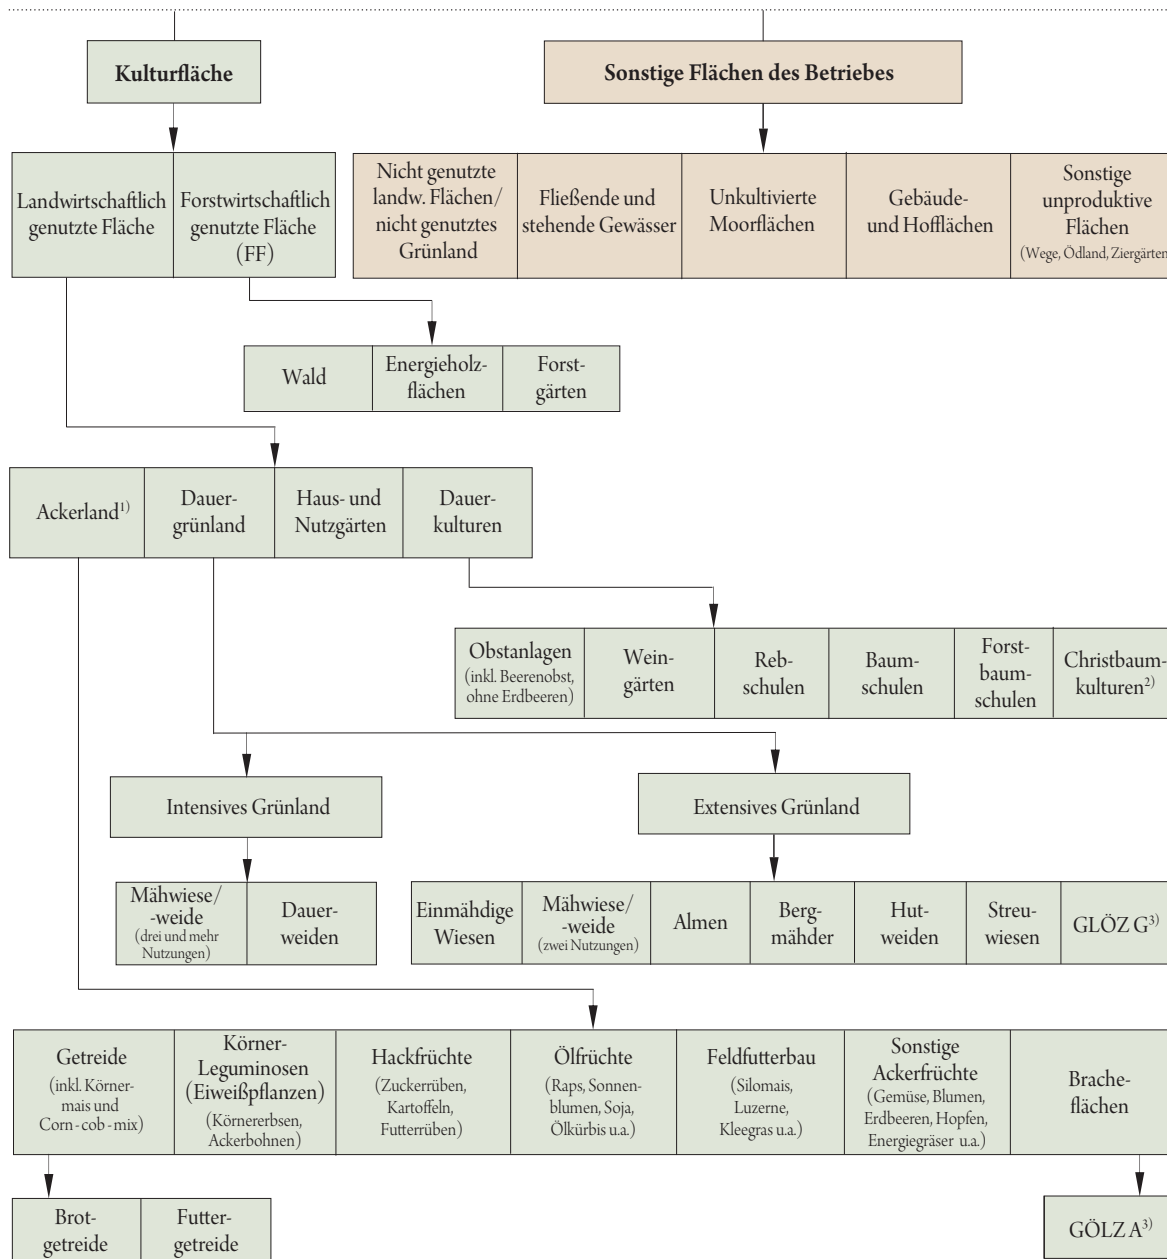 Kulturfläche
Sonstige Flächen des Betriebes
Landwirtschaftlich
genutzte Fläche
Forstwirtschaftlich
genutzte Fläche
(FF)
Nicht genutzte
landw. Flächen/
nicht genutztes
Grünland
Fließende und
stehende Gewässer
Unkultivierte
Moorflächen
Gebäude-
und Hofflächen
Sonstige
unproduktive
Flächen
(Wege, Ödland, Ziergärten)
Wald
Energieholz-
flächen
Forst-
gärten
Ackerland1)
Dauer-
grünland
Haus- und
Nutzgärten
Dauer-
kulturen
Obstanlagen
(inkl. Beerenobst,
ohne Erdbeeren)
Wein-
gärten
Reb-
schulen
Baum-
schulen
Forst-
baum-
schulen
Christbaum-
kulturen2)
Intensives Grünland
Extensives Grünland
Mähwiese/
-weide
(drei und mehr
Nutzungen)
Dauer-
weiden
Einmähdige
Wiesen
Mähwiese/
-weide
(zwei Nutzungen)
Almen
Berg-
mähder
Hut-
weiden
Streu-
wiesen
GLÖZ G3)
Getreide
(inkl. Körner-
mais und
Corn-cob-mix)
Körner-
Leguminosen
(Eiweißpflanzen)
(Körnererbsen,
Ackerbohnen)
Hackfrüchte
(Zuckerrüben,
Kartoffeln,
Futterrüben)
Ölfrüchte
(Raps, Sonnen-
blumen, Soja,
Ölkürbis u.a.)
Feldfutterbau
(Silomais,
Luzerne,
Kleegras u.a.)
Sonstige
Ackerfrüchte
(Gemüse, Blumen,
Erdbeeren, Hopfen,
Energiegräser u.a.)
Brache-
flächen
Brot-
getreide
Futter-
getreide
GÖLZ A3)